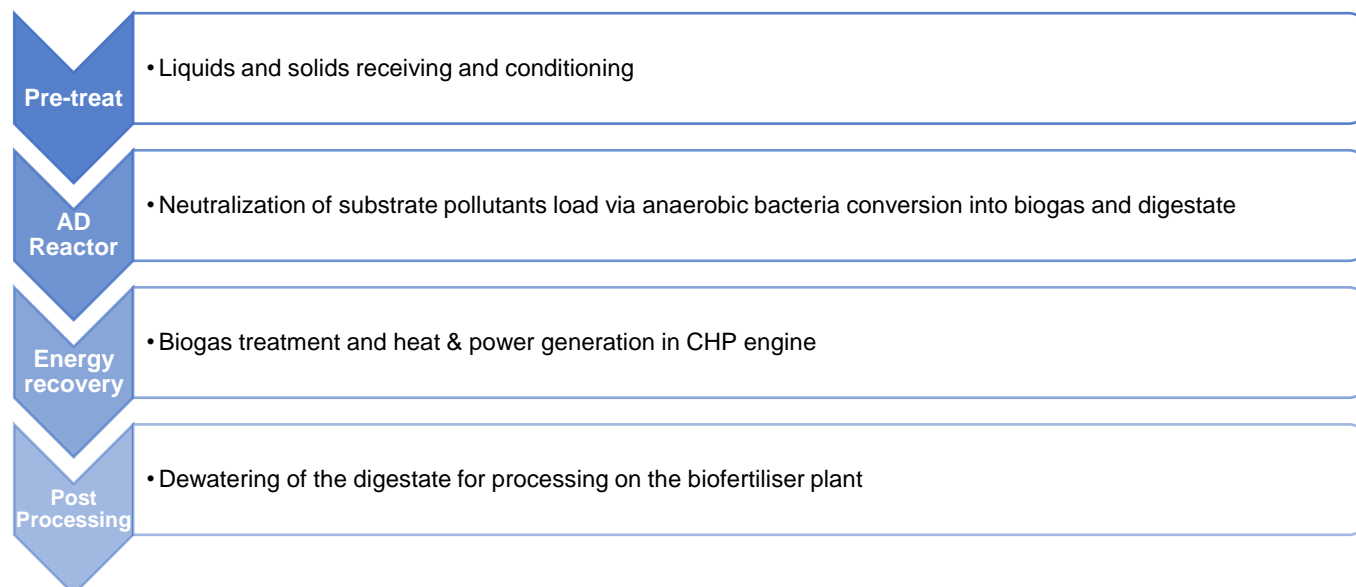 Pre-treat
• Liquids and solids receiving and conditioning
AD
Reactor
• Neutralization of substrate pollutants load via anaerobic bacteria conversion into biogas and digestate
Energy
recovery
• Biogas treatment and heat & power generation in CHP engine
Post
Processing
• Dewatering of the digestate for processing on the biofertiliser plant